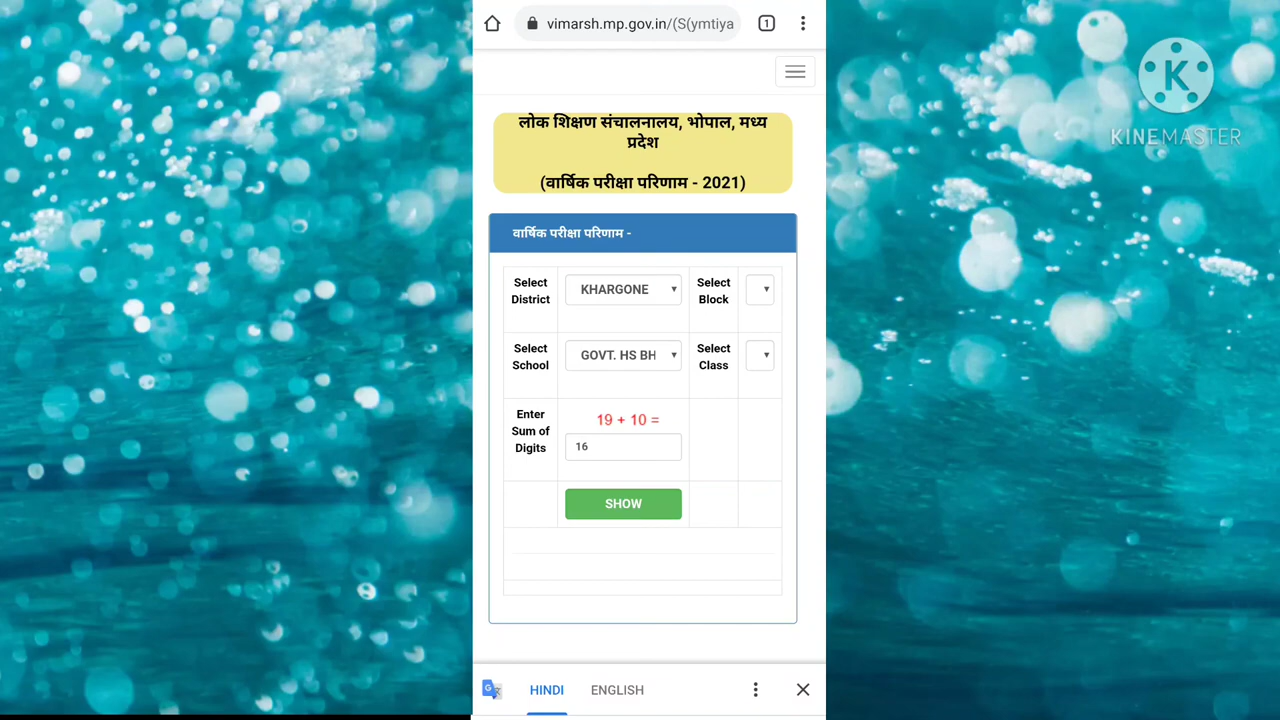 vimarsh.mp.gov.in/(S(ymtiya
1
लोक शिक्षण संचालनालय, भोपाल, मध्य
प्रदेश
(वार्षिक परीक्षा परिणाम - 2021)
वार्षिक परीक्षा परिणाम -
Select District KHARGONE Select Block
Select School GOVT. HS BH Select Class
Enter Sum of Digits 19 + 10 =
16
SHOW
HINDI ENGLISH
K
KINEMASTER